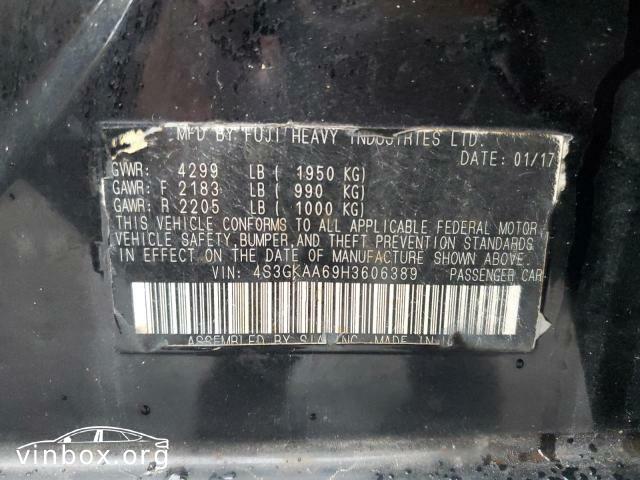 MFD BY FUJI HEAVY INDUSTRIES LTD.
DATE: 01/17
GVWR: 4299 LB ( 1950 KG)
GAWR: F 2183 LB ( 990 KG)
GAWR: R 2205 LB ( 1000 KG)
THIS VEHICLE CONFORMS TO ALL APPLICABLE FEDERAL MOTOR
VEHICLE SAFETY, BUMPER, AND THEFT PREVENTION STANDARDS
IN EFFECT ON THE DATE OF MANUFACTURE SHOWN ABOVE.
VIN: 4S3GKAA69H3606389 PASSENGER CAR
ASSEMBLED BY SIA INC. MADE IN
vinbox.org